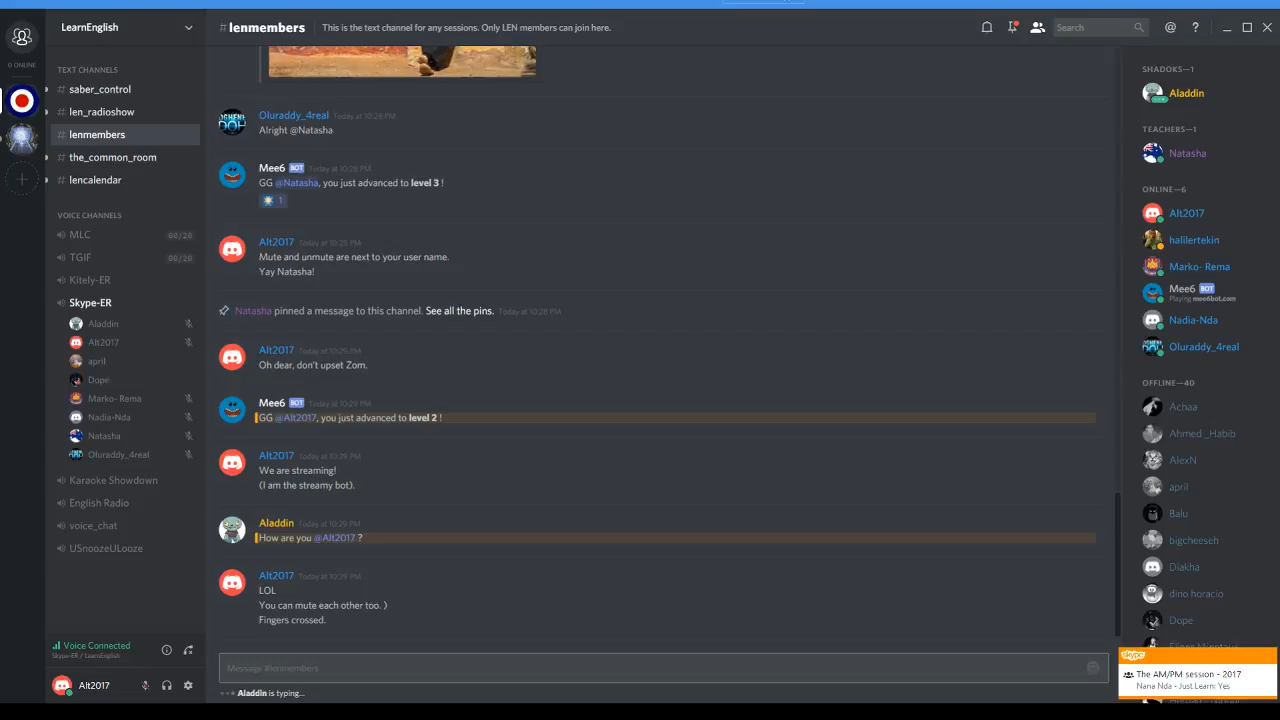 LearnEnglish
# lenmembers
This is the text channel for any sessions. Only LEN members can join here.
Search
0 ONLINE
TEXT CHANNELS
# saber_control
# len_radioshow
# lenmembers
# the_common_room
# lencalendar
VOICE CHANNELS
MLC 00/20
TGIF 00/20
Kitely-ER
Skype-ER
Aladdin
Alt2017
april
Dope
Marko- Rema
Nadia-Nda
Natasha
Oluraddy_4real
Karaoke Showdown
English Radio
voice_chat
USnoozeULooze
Voice Connected
Skype-ER / LearnEnglish
Alt2017
Oluraddy_4real Today at 10:28 PM
Alright @Natasha
Mee6 BOT Today at 10:28 PM
GG @Natasha, you just advanced to level 3 !
1
Alt2017 Today at 10:28 PM
Mute and unmute are next to your user name.
Yay Natasha!
Natasha pinned a message to this channel. See all the pins. Today at 10:28 PM
Alt2017 Today at 10:29 PM
Oh dear, don't upset Zom.
Mee6 BOT Today at 10:29 PM
GG @Alt2017, you just advanced to level 2 !
Alt2017 Today at 10:29 PM
We are streaming!
(I am the streamy bot).
Aladdin Today at 10:29 PM
How are you @Alt2017 ?
Alt2017 Today at 10:29 PM
LOL
You can mute each other too. )
Fingers crossed.
Message #lenmembers
Aladdin is typing...
SHADOKS—1
Aladdin
TEACHERS—1
Natasha
ONLINE—6
Alt2017
halilertekin
Marko- Rema
Mee6 BOT
Playing mee6bot.com
Nadia-Nda
Oluraddy_4real
OFFLINE—40
Achaa
Ahmed _Habib
AlexN
april
Balu
bigcheeseh
Diakha
dino horacio
Dope
skype
The AM/PM session - 2017
Nana Nda - Just Learn: Yes